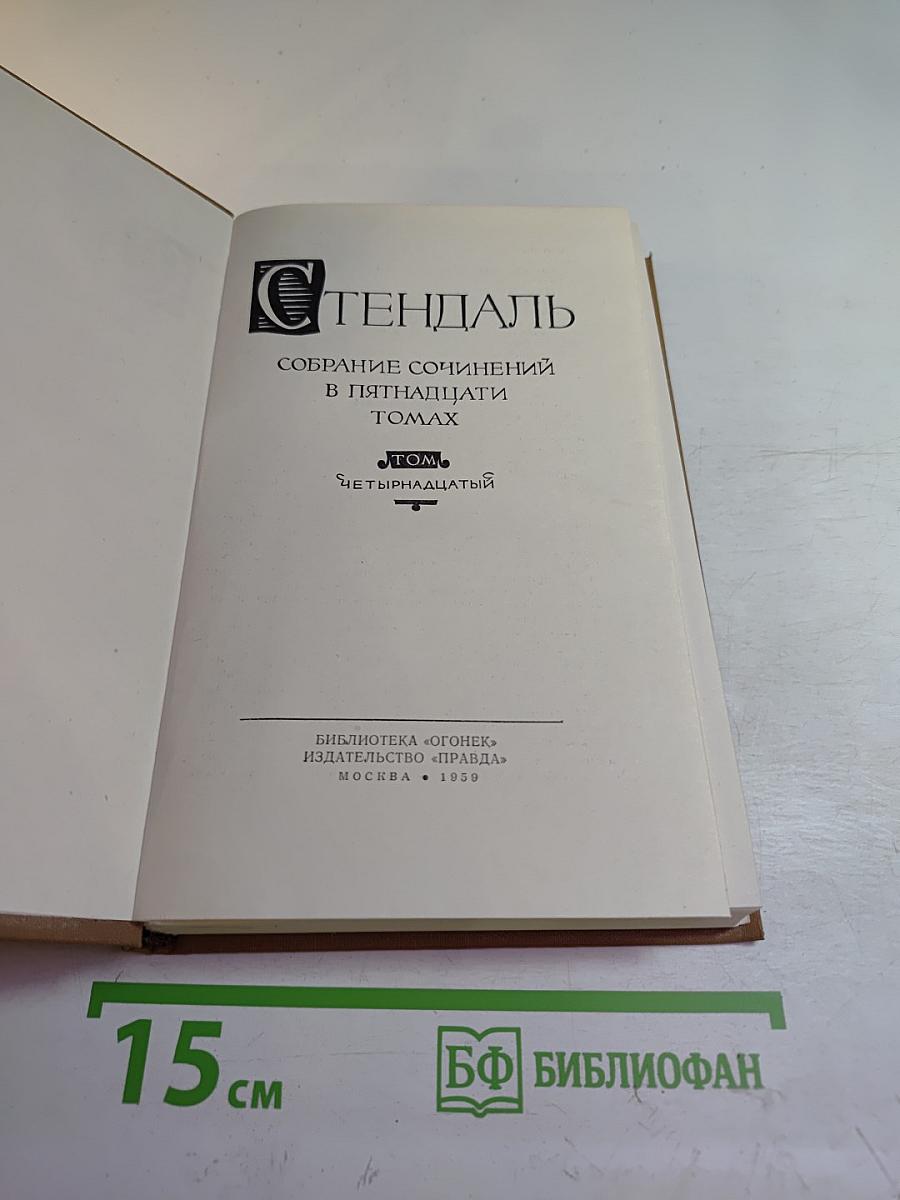 СТЕНДАЛЬ
СОБРАНИЕ СОЧИНЕНИЙ
В ПЯТНАДЦАТИ
ТОМАХ
ТОМ
ЧЕТЫРНАДЦАТЫЙ
БИБЛИОТЕКА «ОГОНЕК»
ИЗДАТЕЛЬСТВО «ПРАВДА»
МОСКВА • 1959
15 см
БФ БИБЛИОФАН